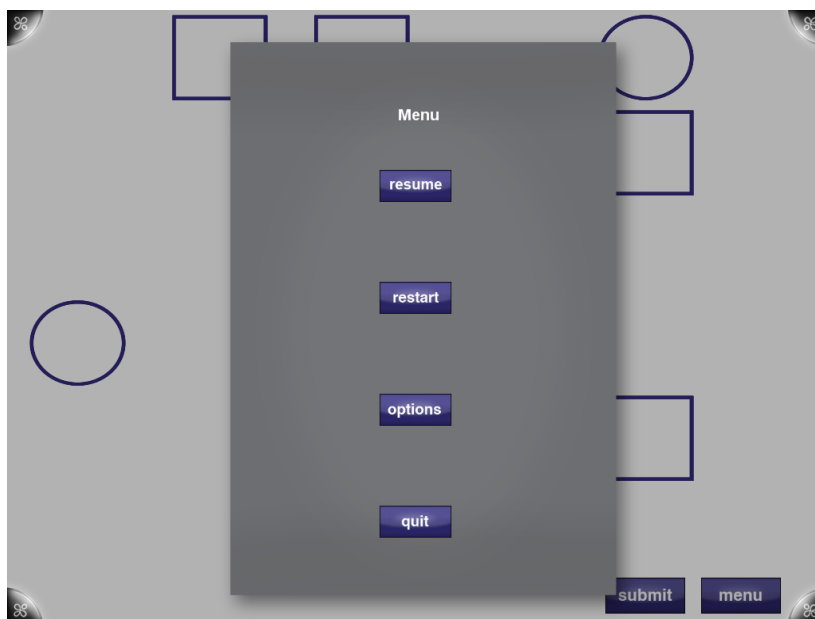 Menu
resume
restart
options
quit
submit menu